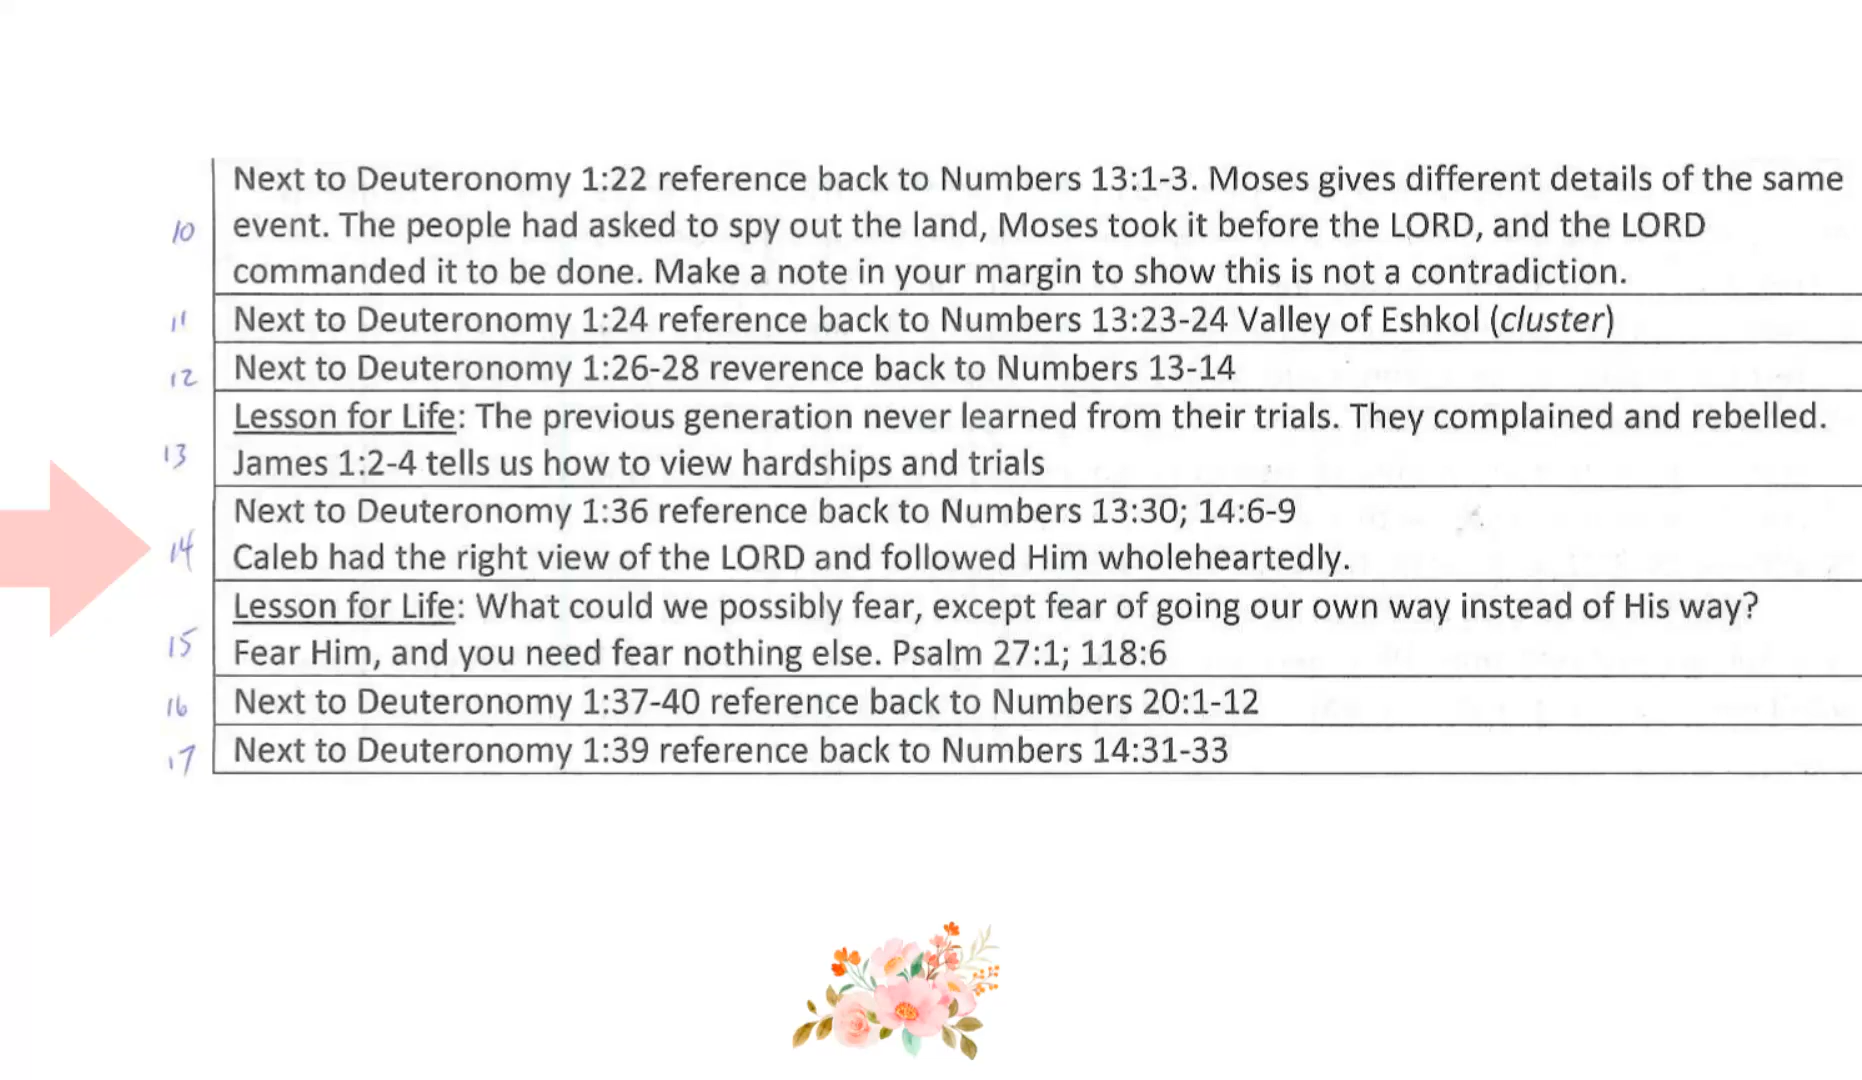 Next to Deuteronomy 1:22 reference back to Numbers 13:1-3. Moses gives different details of the same
10 event. The people had asked to spy out the land, Moses took it before the LORD, and the LORD
commanded it to be done. Make a note in your margin to show this is not a contradiction.
11 Next to Deuteronomy 1:24 reference back to Numbers 13:23-24 Valley of Eshkol (cluster)
12 Next to Deuteronomy 1:26-28 reverence back to Numbers 13-14
Lesson for Life: The previous generation never learned from their trials. They complained and rebelled.
13 James 1:2-4 tells us how to view hardships and trials
Next to Deuteronomy 1:36 reference back to Numbers 13:30; 14:6-9
14 Caleb had the right view of the LORD and followed Him wholeheartedly.
Lesson for Life: What could we possibly fear, except fear of going our own way instead of His way?
15 Fear Him, and you need fear nothing else. Psalm 27:1; 118:6
16 Next to Deuteronomy 1:37-40 reference back to Numbers 20:1-12
17 Next to Deuteronomy 1:39 reference back to Numbers 14:31-33